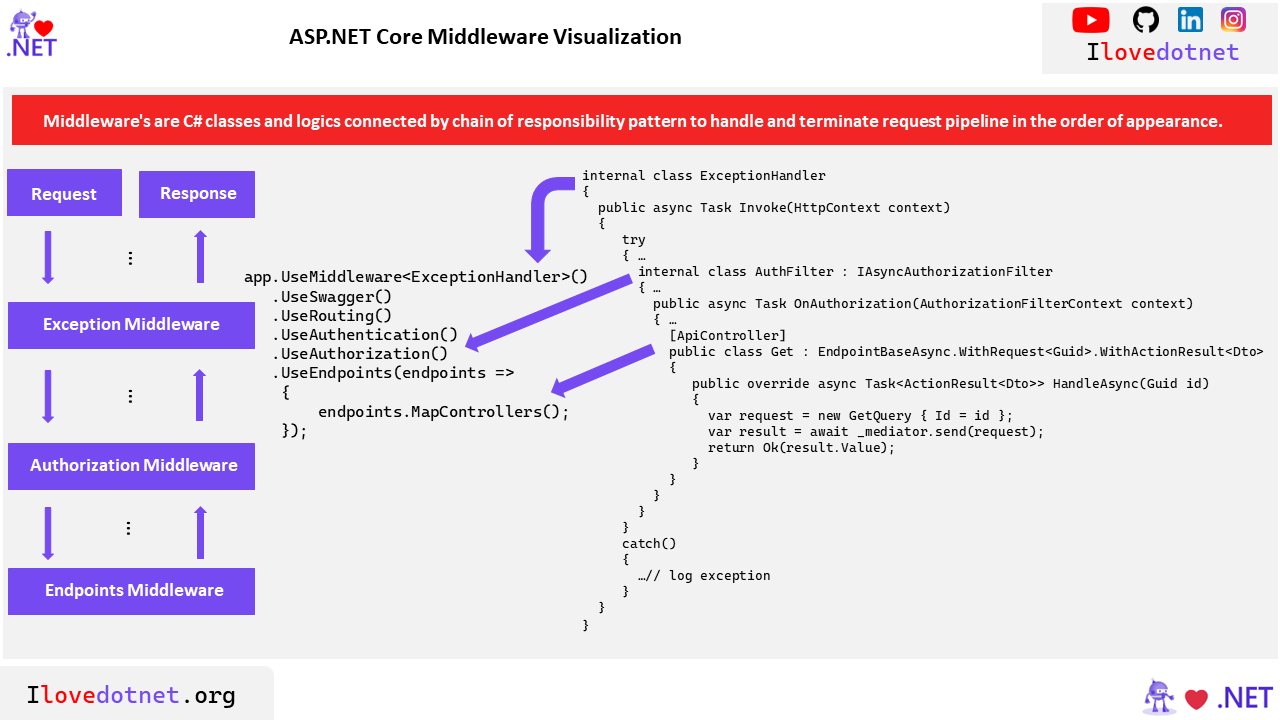 .NET
ASP.NET Core Middleware Visualization
Ilovedotnet
Middleware's are C# classes and logics connected by chain of responsibility pattern to handle and terminate request pipeline in the order of appearance.
Request
Response
⋮
Exception Middleware
⋮
Authorization Middleware
⋮
Endpoints Middleware
app.UseMiddleware<ExceptionHandler>()
.UseSwagger()
.UseRouting()
.UseAuthentication()
.UseAuthorization()
.UseEndpoints(endpoints =>
{
endpoints.MapControllers();
});
internal class ExceptionHandler
{
public async Task Invoke(HttpContext context)
{
try
{ …
internal class AuthFilter : IAsyncAuthorizationFilter
{ …
public async Task OnAuthorization(AuthorizationFilterContext context)
{ …
[ApiController]
public class Get : EndpointBaseAsync.WithRequest<Guid>.WithActionResult<Dto>
{
public override async Task<ActionResult<Dto>> HandleAsync(Guid id)
{
var request = new GetQuery { Id = id };
var result = await _mediator.send(request);
return Ok(result.Value);
}
}
}
}
}
catch()
{
…// log exception
}
}
}
Ilovedotnet.org
.NET